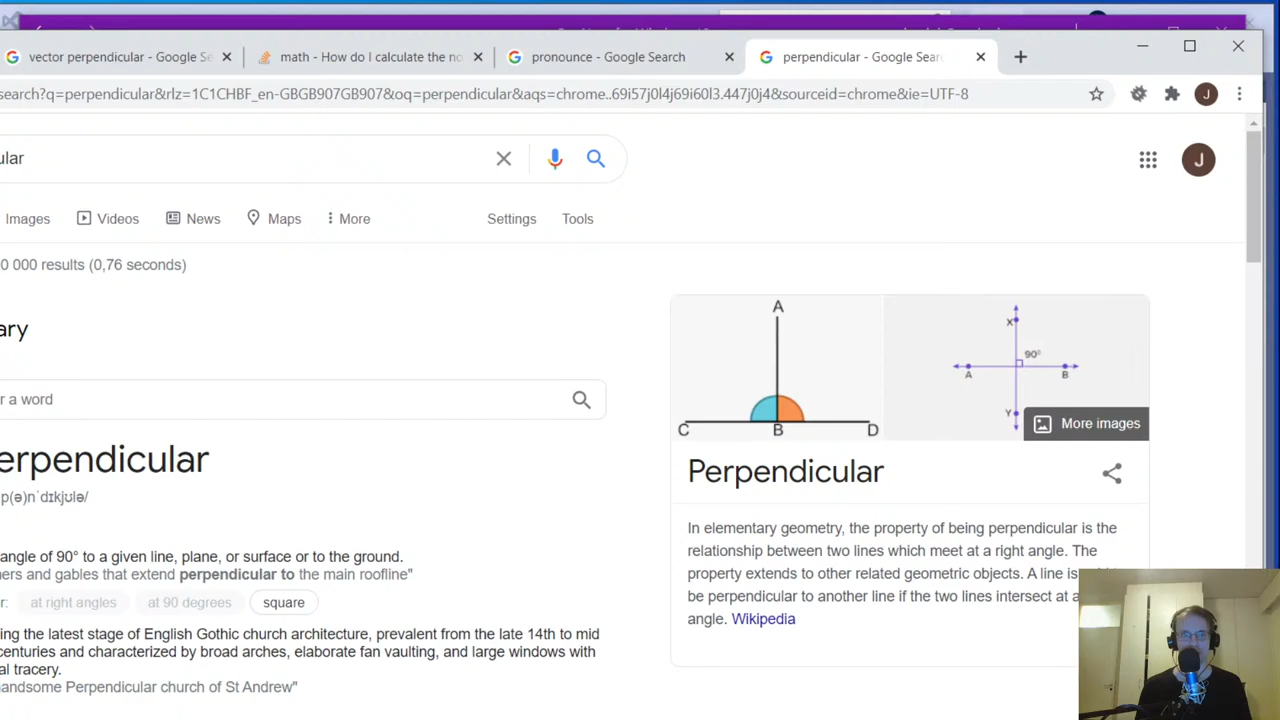 vector perpendicular - Google Se
math - How do I calculate the no
pronounce - Google Search
perpendicular - Google Sear
search?q=perpendicular&rlz=1C1CHBF_en-GBGB907GB907&oq=perpendicular&aqs=chrome..69i57j0l4j69i60l3.447j0j4&sourceid=chrome&ie=UTF-8
J
ular
J
Images
Videos
News
Maps
More
Settings
Tools
0 000 results (0,76 seconds)
ary
r a word
erpendicular
p(ə)nˈdɪkjʊlə/
angle of 90° to a given line, plane, or surface or to the ground.
ners and gables that extend perpendicular to the main roofline"
r:
at right angles
at 90 degrees
square
ing the latest stage of English Gothic church architecture, prevalent from the late 14th to mid
centuries and characterized by broad arches, elaborate fan vaulting, and large windows with
al tracery.
handsome Perpendicular church of St Andrew"
A
C
B
D
X
90°
A
B
Y
More images
Perpendicular
In elementary geometry, the property of being perpendicular is the
relationship between two lines which meet at a right angle. The
property extends to other related geometric objects. A line is
be perpendicular to another line if the two lines intersect at a
angle. Wikipedia